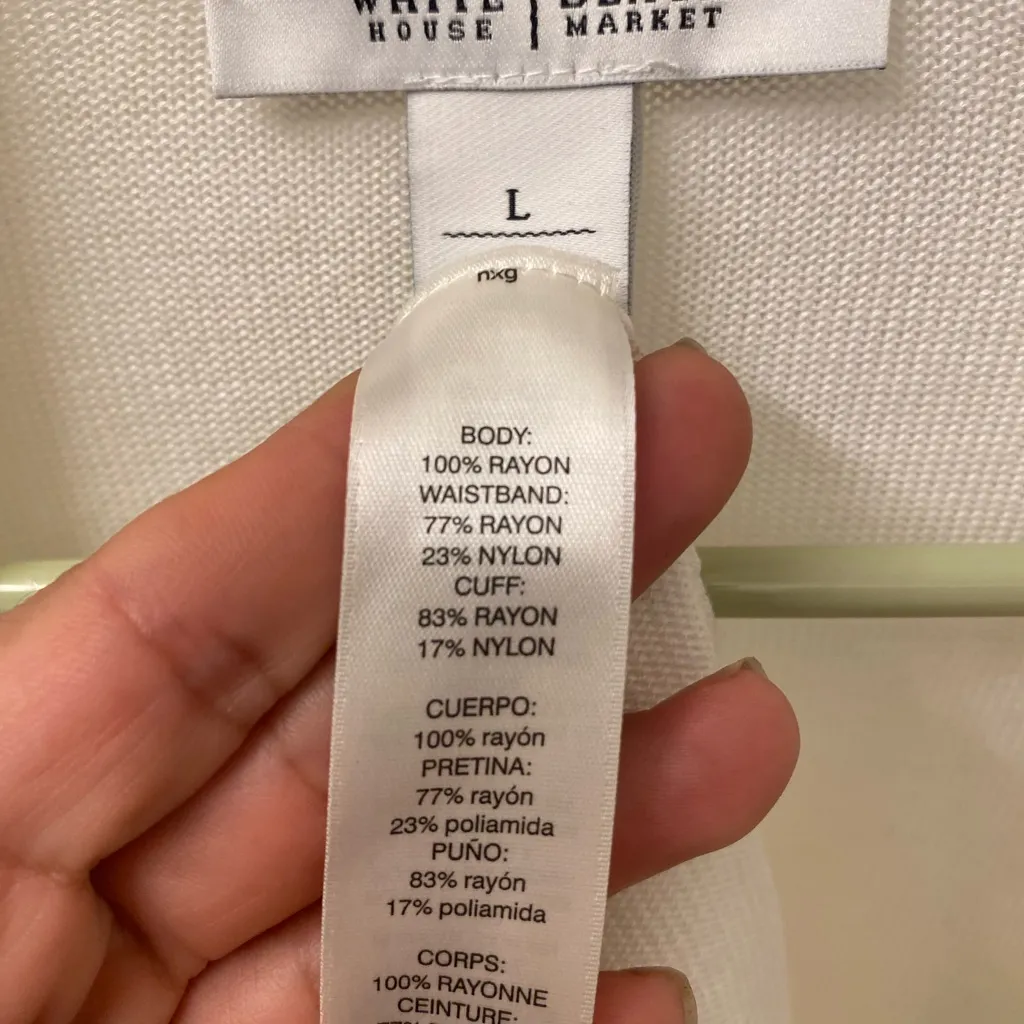 WHITE
HOUSE
MARKET
L
nxg
BODY:
100% RAYON
WAISTBAND:
77% RAYON
23% NYLON
CUFF:
83% RAYON
17% NYLON
CUERPO:
100% rayón
PRETINA:
77% rayón
23% poliamida
PUÑO:
83% rayón
17% poliamida
CORPS:
100% RAYONNE
CEINTURE: